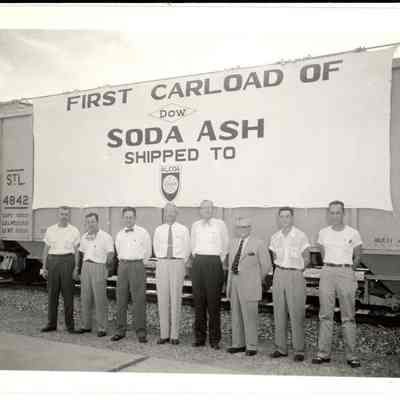 FIRST CARLOAD OF
DOW
SODA ASH
SHIPPED TO
ALCOA
STL
4842